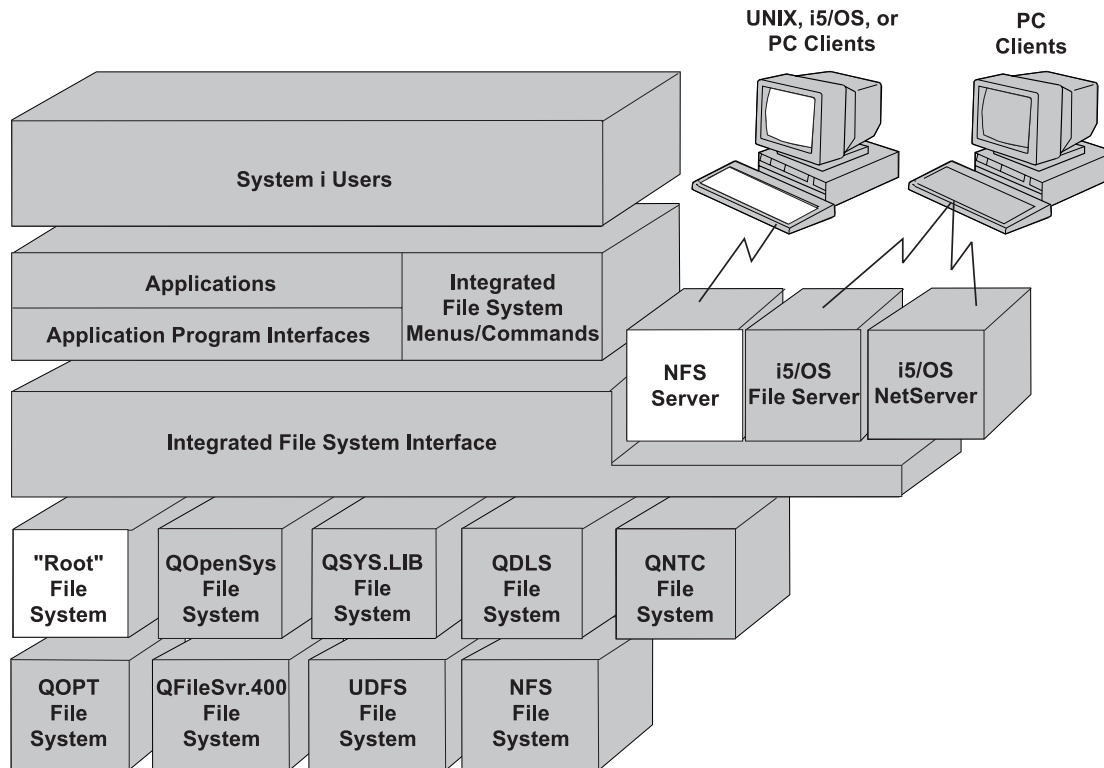 UNIX, i5/OS, or
PC Clients
PC
Clients
System i Users
Applications
Application Program Interfaces
Integrated
File System
Menus/Commands
NFS
Server
i5/OS
File Server
i5/OS
NetServer
Integrated File System Interface
"Root"
File
System
QOpenSys
File
System
QSYS.LIB
File
System
QDLS
File
System
QNTC
File
System
QOPT
File
System
QFileSvr.400
File
System
UDFS
File
System
NFS
File
System